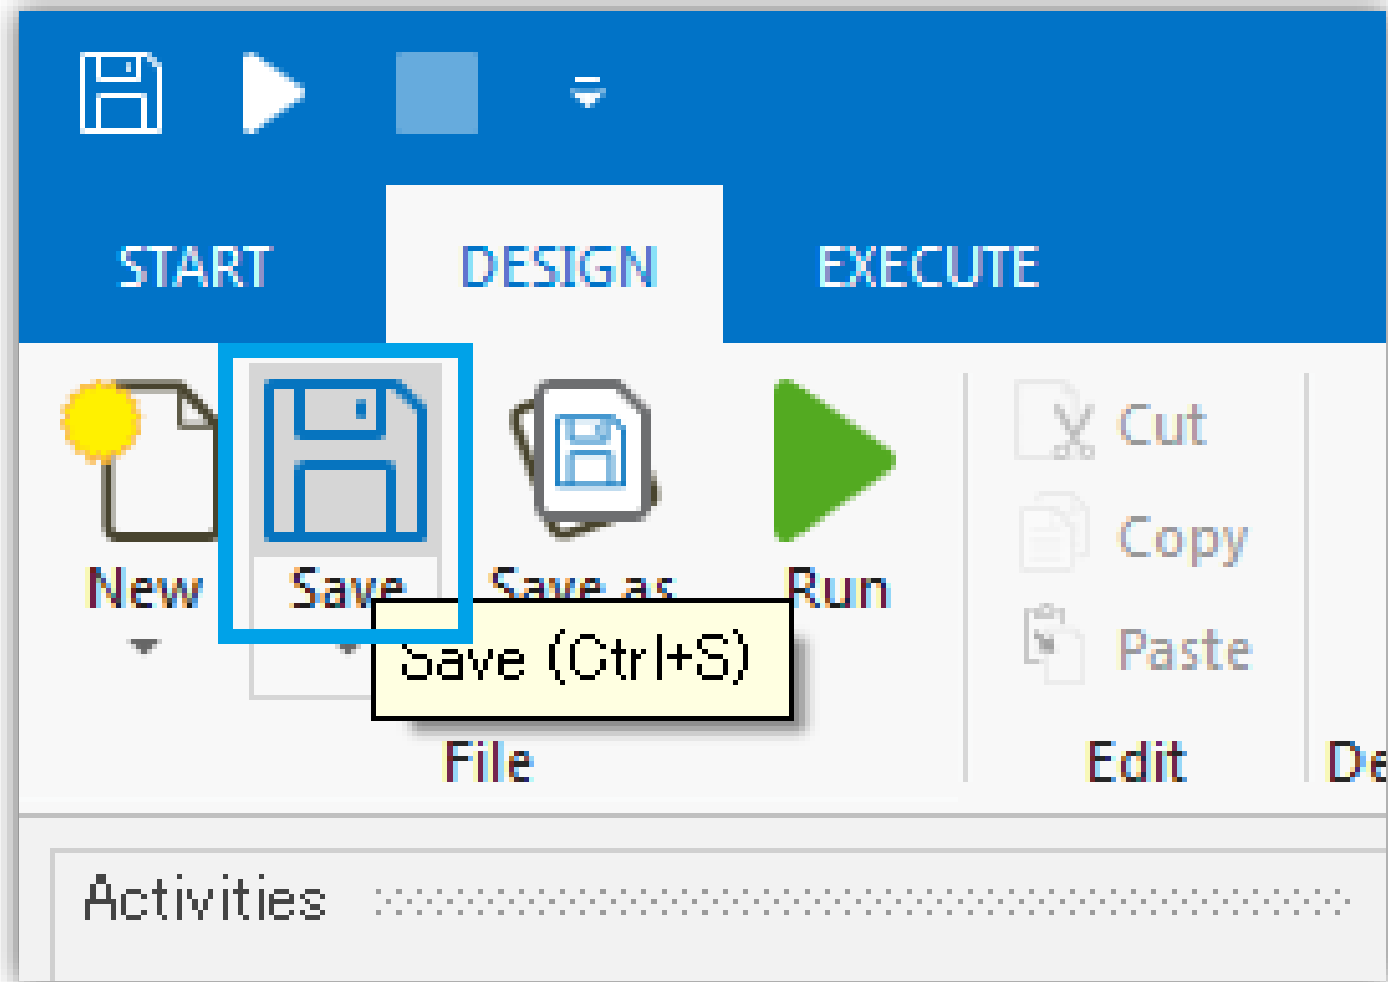 START DESIGN EXECUTE
New Save Save as Run
Cut
Copy
Paste
Save (Ctrl+S)
File Edit
Activities